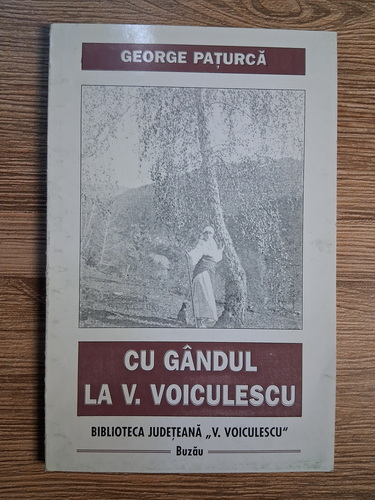 GEORGE PAȚURCĂ
CU GÂNDUL
LA V. VOICULESCU
BIBLIOTECA JUDEȚEANĂ „V. VOICULESCU"
Buzău